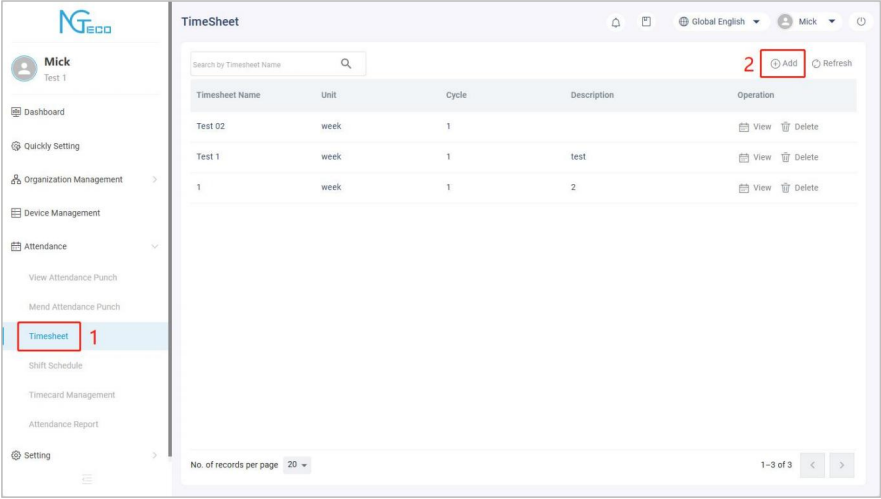 NGTECO
TimeSheet
Global English
Mick
Mick
Test 1
Search by Timesheet Name
2
Add
Refresh
Timesheet Name Unit Cycle Description Operation
Test 02 week 1 View Delete
Test 1 week 1 test View Delete
1 week 1 2 View Delete
Dashboard
Quickly Setting
Organization Management
Device Management
Attendance
View Attendance Punch
Mend Attendance Punch
Timesheet 1
Shift Schedule
Timecard Management
Attendance Report
Setting
No. of records per page 20
1–3 of 3